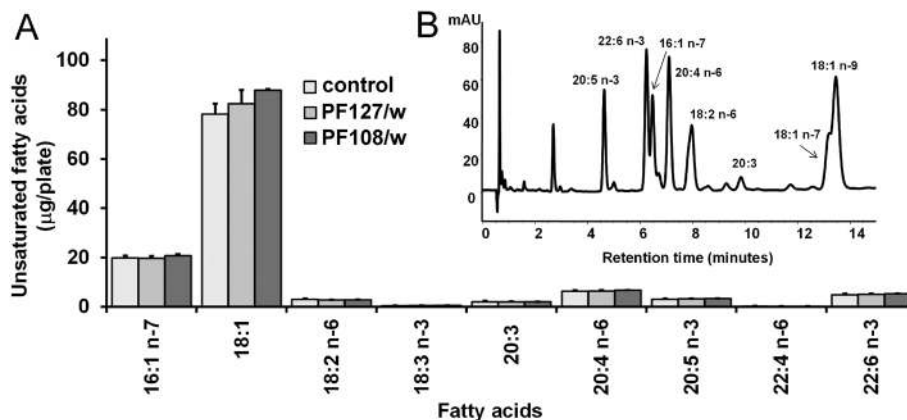 A
Unsaturated fatty acids
(µg/plate)
100
80
60
40
20
0
control
PF127/w
PF108/w
16:1 n-7
18:1
18:2 n-6
18:3 n-3
20:3
20:4 n-6
20:5 n-3
22:4 n-6
22:6 n-3
Fatty acids
B
mAU
80
60
40
20
0
20:5 n-3
22:6 n-3
16:1 n-7
20:4 n-6
18:2 n-6
20:3
18:1 n-7
18:1 n-9
0 2 4 6 8 10 12 14
Retention time (minutes)